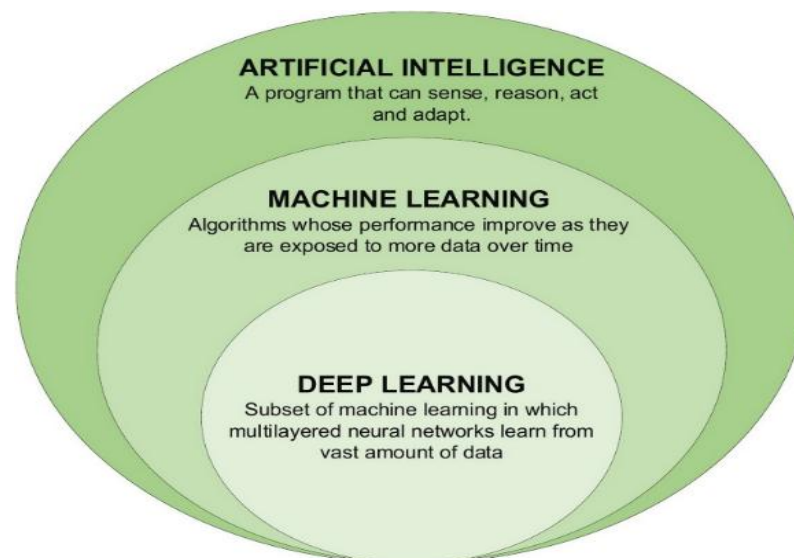 ARTIFICIAL INTELLIGENCE
A program that can sense, reason, act
and adapt.
MACHINE LEARNING
Algorithms whose performance improve as they
are exposed to more data over time
DEEP LEARNING
Subset of machine learning in which
multilayered neural networks learn from
vast amount of data